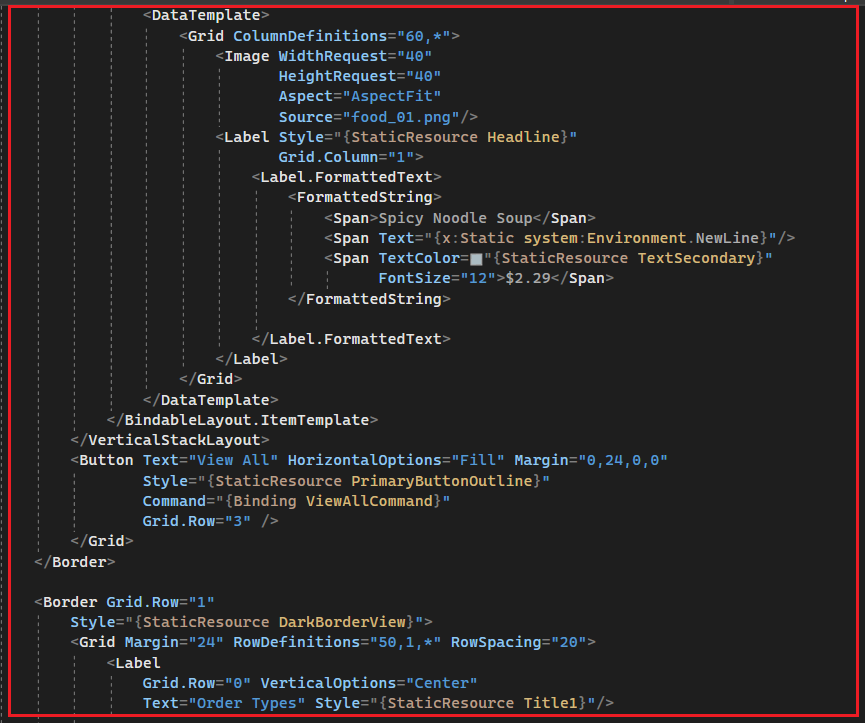 <DataTemplate>
<Grid ColumnDefinitions="60,*">
<Image WidthRequest="40"
HeightRequest="40"
Aspect="AspectFit"
Source="food_01.png"/>
<Label Style="{StaticResource Headline}"
Grid.Column="1">
<Label.FormattedText>
<FormattedString>
<Span>Spicy Noodle Soup</Span>
<Span Text="{x:Static system:Environment.NewLine}"/>
<Span TextColor="{StaticResource TextSecondary}"
FontSize="12">$2.29</Span>
</FormattedString>
</Label.FormattedText>
</Label>
</Grid>
</DataTemplate>
</BindableLayout.ItemTemplate>
</VerticalStackLayout>
<Button Text="View All" HorizontalOptions="Fill" Margin="0,24,0,0"
Style="{StaticResource PrimaryButtonOutline}"
Command="{Binding ViewAllCommand}"
Grid.Row="3" />
</Grid>
</Border>
<Border Grid.Row="1"
Style="{StaticResource DarkBorderView}">
<Grid Margin="24" RowDefinitions="50,1,*" RowSpacing="20">
<Label
Grid.Row="0" VerticalOptions="Center"
Text="Order Types" Style="{StaticResource Title1}"/>